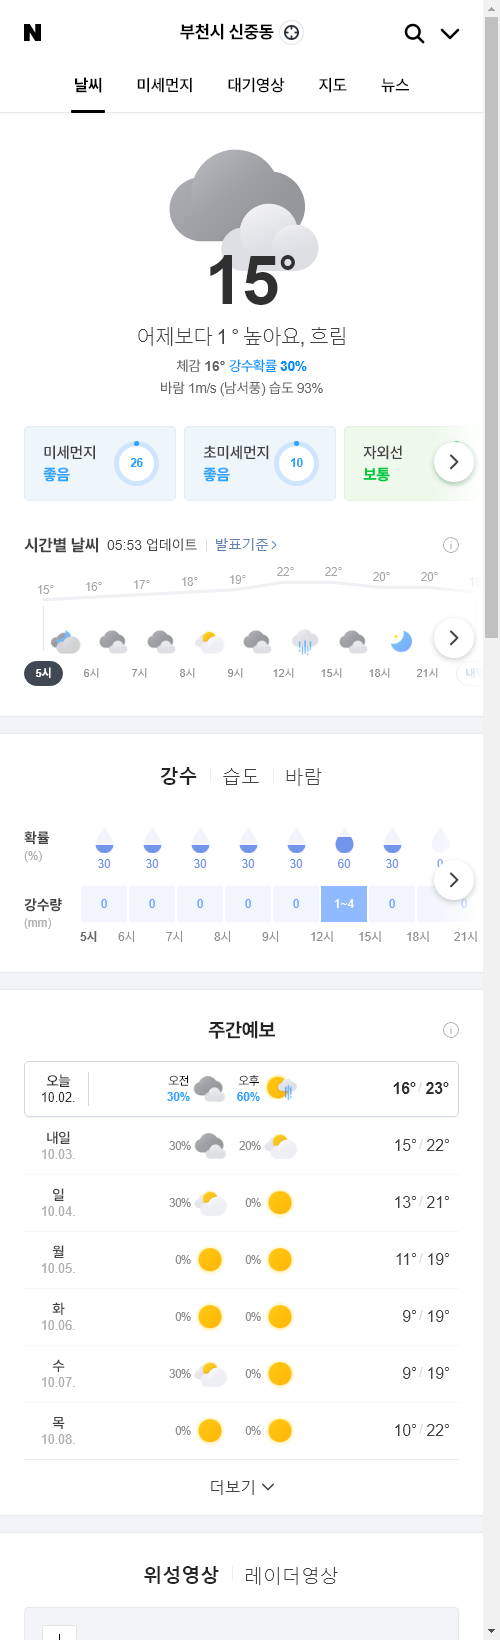 N 부천시 신중동
날씨 미세먼지 대기영상 지도 뉴스
15°
어제보다 1 ° 높아요, 흐림
체감 16° 강수확률 30%
바람 1m/s (남서풍) 습도 93%
미세먼지 좋음 26
초미세먼지 좋음 10
자외선 보통
시간별 날씨 05:53 업데이트 발표기준
15° 16° 17° 18° 19° 22° 22° 20° 20°
5시 6시 7시 8시 9시 12시 15시 18시 21시
강수 습도 바람
확률 (%)
30 30 30 30 30 60 30 0
강수량 (mm)
0 0 0 0 0 1~4 0 0
5시 6시 7시 8시 9시 12시 15시 18시 21시
주간예보
오늘 10.02. 오전 30% 오후 60% 16° / 23°
내일 10.03. 30% 20% 15° / 22°
일 10.04. 30% 0% 13° / 21°
월 10.05. 0% 0% 11° / 19°
화 10.06. 0% 0% 9° / 19°
수 10.07. 30% 0% 9° / 19°
목 10.08. 0% 0% 10° / 22°
더보기
위성영상 레이더영상